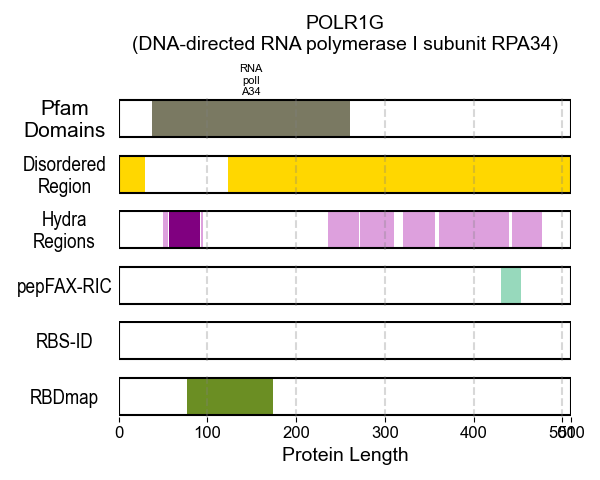 POLR1G
(DNA-directed RNA polymerase I subunit RPA34)
RNA
polI
A34
Pfam
Domains
Disordered
Region
Hydra
Regions
pepFAX-RIC
RBS-ID
RBDmap
0 100 200 300 400 500 510
Protein Length